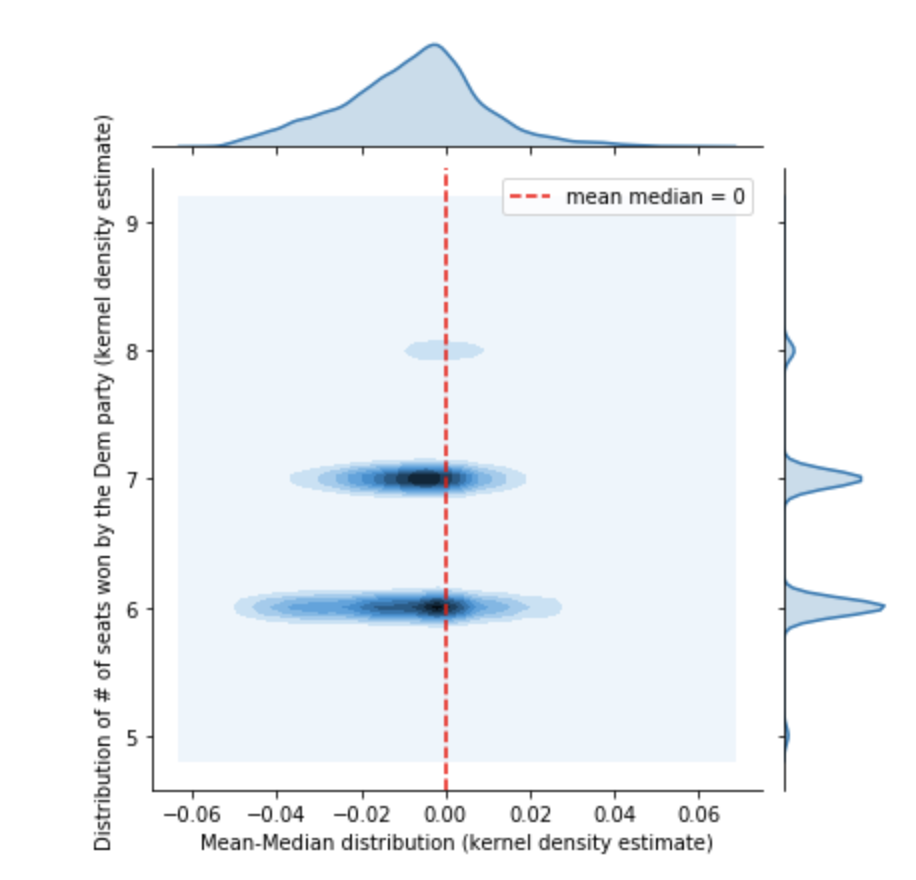 Distribution of # of seats won by the Dem party (kernel density estimate)
mean median = 0
9
8
7
6
5
−0.06 −0.04 −0.02 0.00 0.02 0.04 0.06
Mean-Median distribution (kernel density estimate)